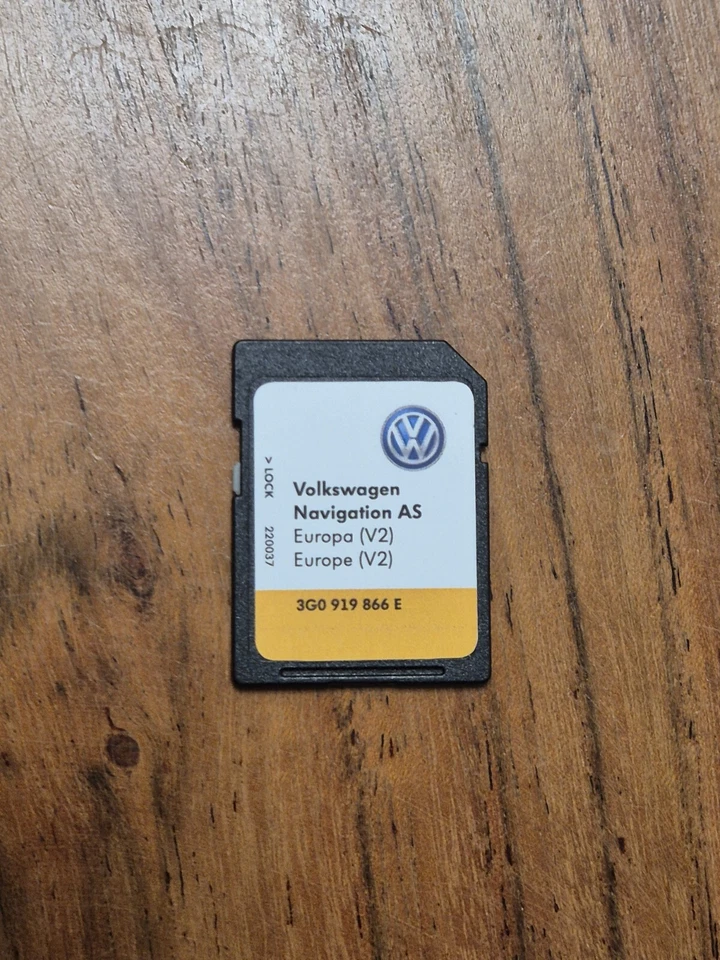 Volkswagen
Navigation AS
Europa (V2)
Europe (V2)
3G0 919 866 E
> LOCK
220037